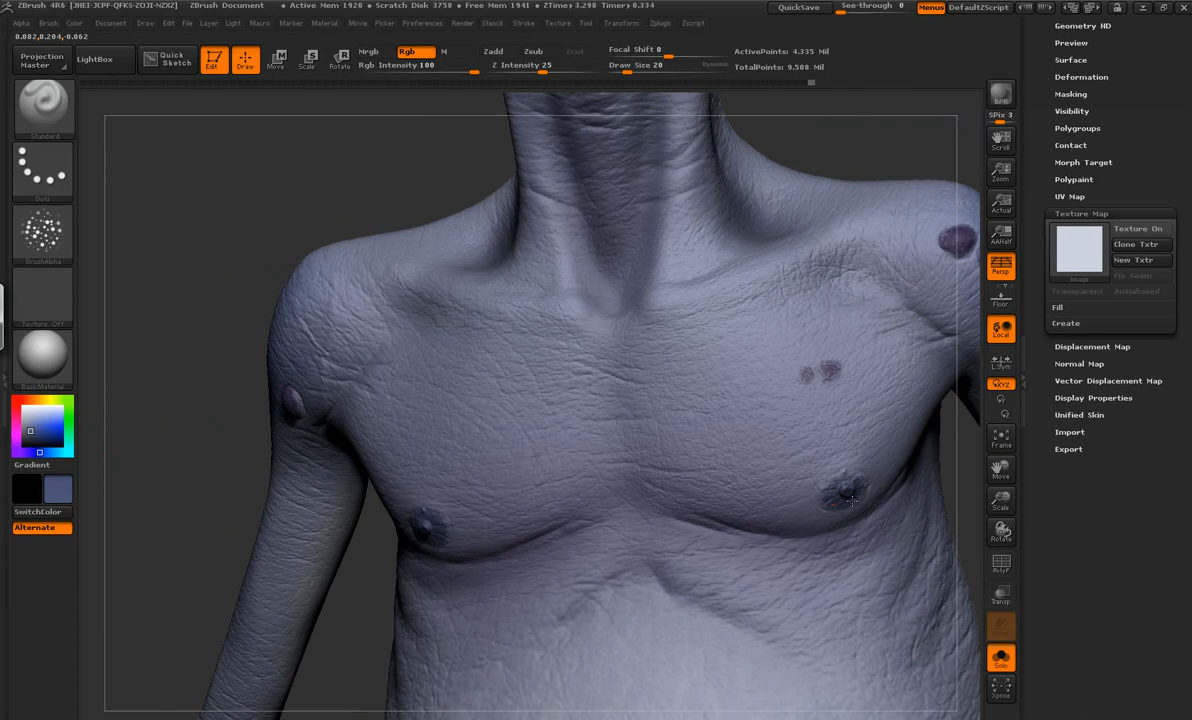 ZBrush 4R6 [JHEI-JCPF-QFKS-ZOJI-NZXZ] ZBrush Document • Active Mem 1920 • Scratch Disk 3758 • Free Mem 1941 • ZTime▸3.298 Timer▸0.334 QuickSave See-through 0 Menus DefaultZScript
Alpha Brush Color Document Draw Edit File Layer Light Macro Marker Material Movie Picker Preferences Render Stencil Stroke Texture Tool Transform Zplugin Zscript
0.082,0.204,-0.062
Projection
Master
LightBox
Quick
Sketch
Edit
Draw
Move
Scale
Rotate
Mrgb Rgb M
Rgb Intensity 100
Zadd Zsub Zcut
Z Intensity 25
Focal Shift 0
Draw Size 20 Dynamic
ActivePoints: 4.335 Mil
TotalPoints: 9.508 Mil
Standard
Dots
BrushAlpha
Texture Off
BasicMaterial
Gradient
SwitchColor
Alternate
BPR
SPix 3
Scroll
Zoom
Actual
AAHalf
Persp
Floor
Local
L.Sym
XYZ
Frame
Move
Scale
Rotate
PolyF
Transp
Solo
Xpose
Geometry HD
Preview
Surface
Deformation
Masking
Visibility
Polygroups
Contact
Morph Target
Polypaint
UV Map
Texture Map
Texture On
Clone Txtr
New Txtr
Fix Seam
Image
Transparent Antialiased
Fill
Create
Displacement Map
Normal Map
Vector Displacement Map
Display Properties
Unified Skin
Import
Export